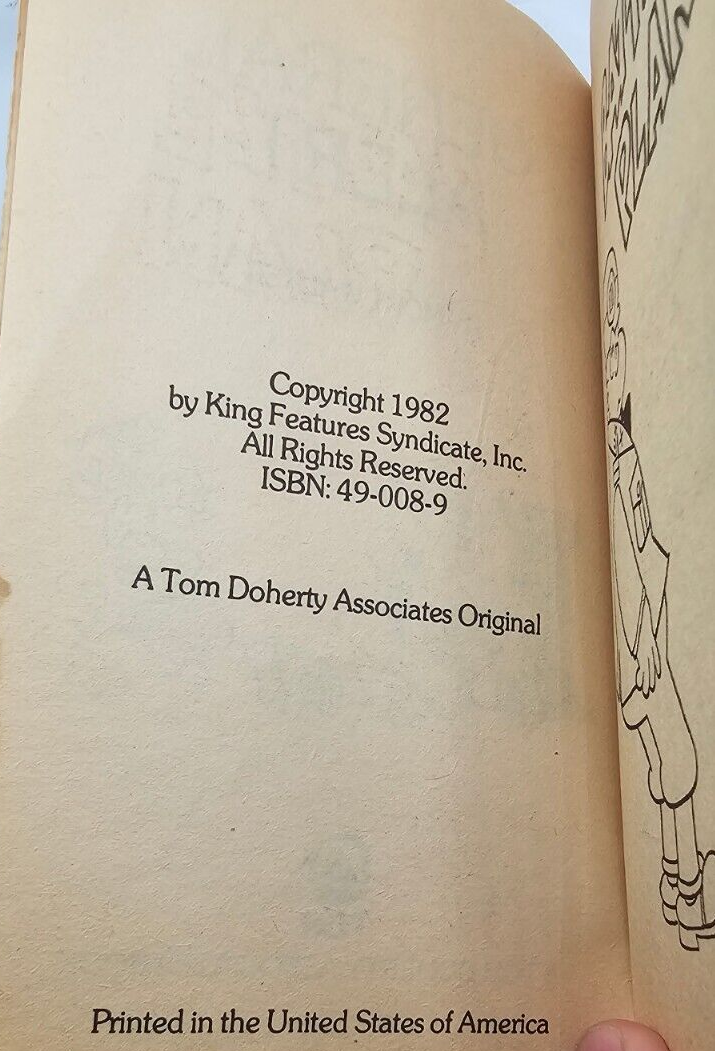 Copyright 1982
by King Features Syndicate, Inc.
All Rights Reserved.
ISBN: 49-008-9
A Tom Doherty Associates Original
Printed in the United States of America